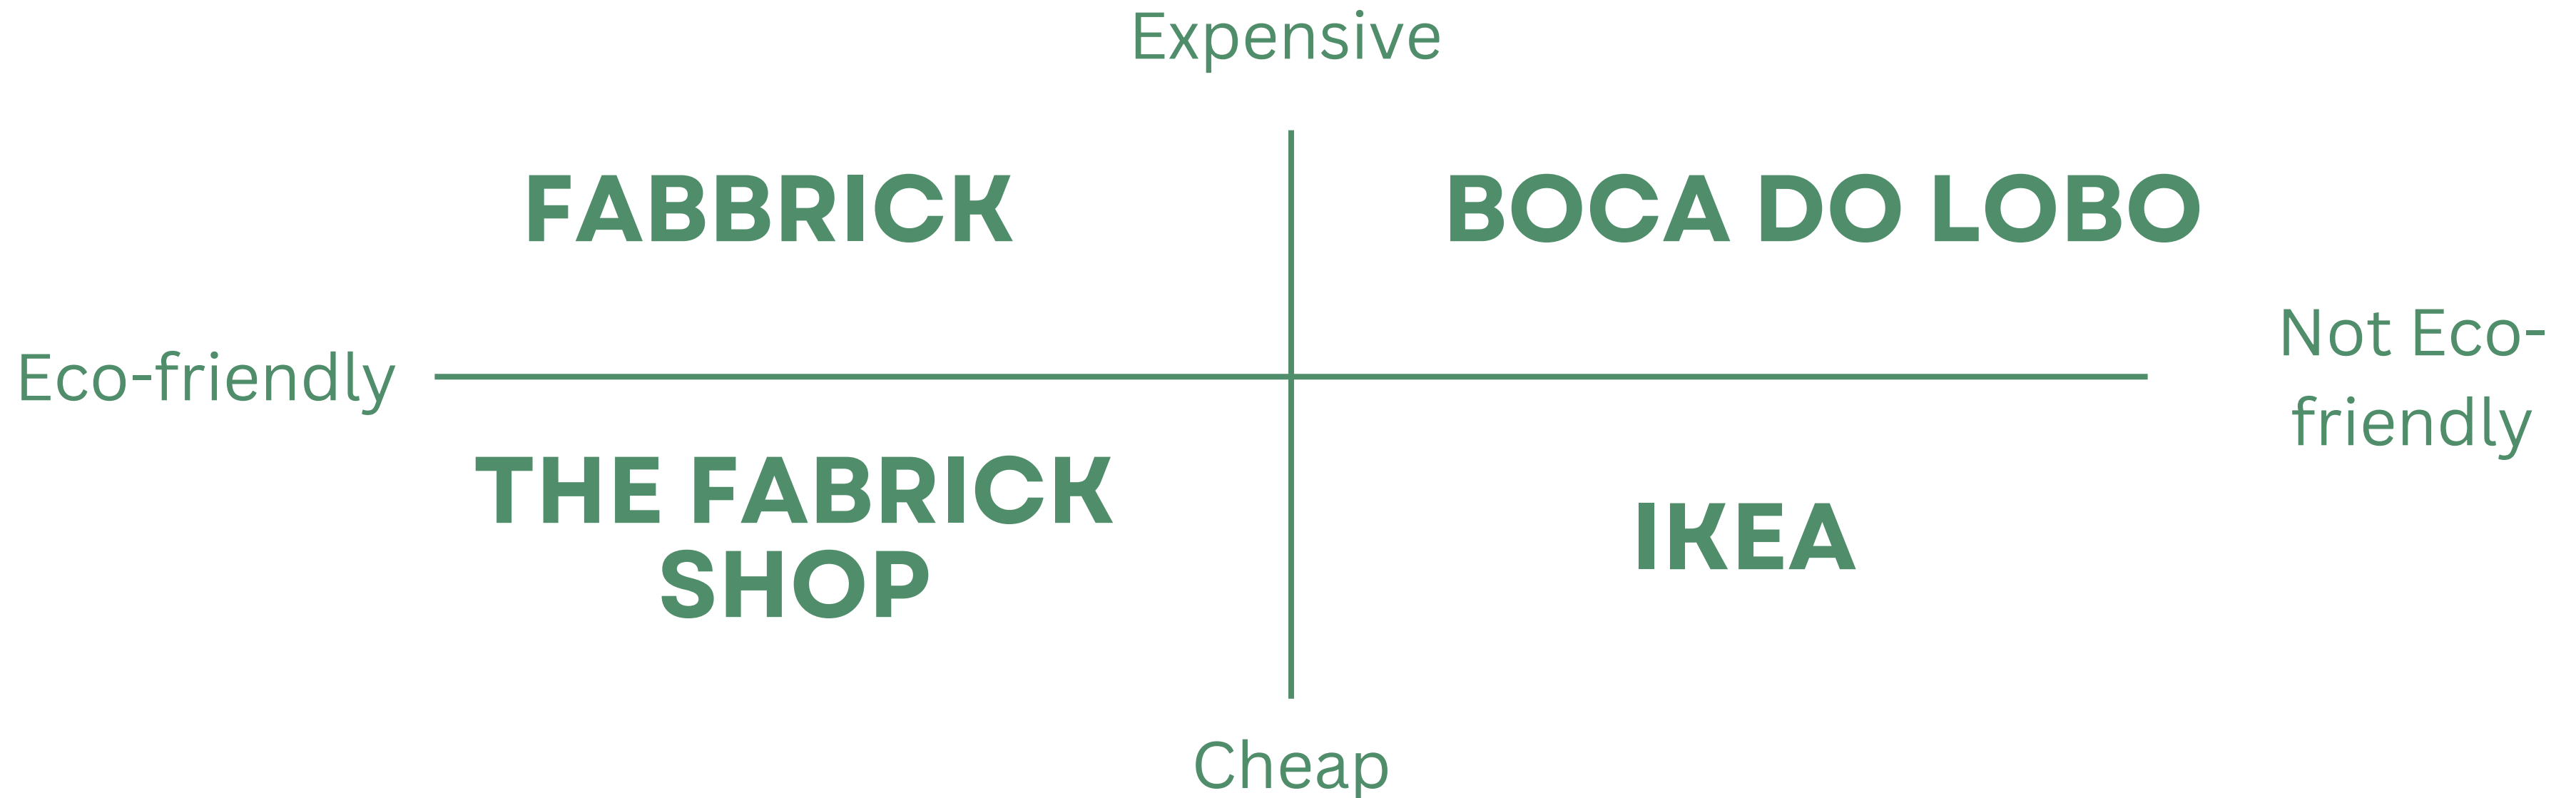 Expensive
FABBRICK
BOCA DO LOBO
Eco-friendly
Not Eco-
friendly
THE FABRICK
SHOP
IKEA
Cheap